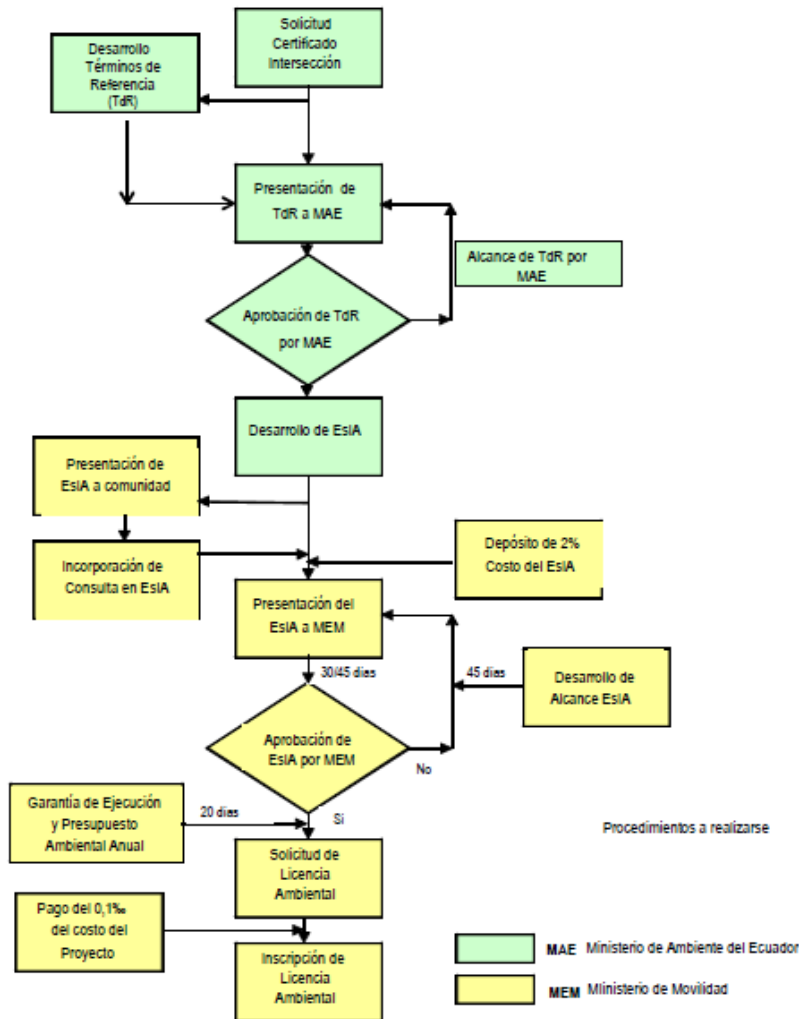 Solicitud
Certificado
Intersección
Desarrollo
Términos de
Referencia
(TdR)
Presentación de
TdR a MAE
Alcance de TdR por
MAE
Aprobación de TdR
por MAE
Desarrollo de EsIA
Presentación de
EsIA a comunidad
Incorporación de
Consulta en EsIA
Depósito de 2%
Costo del EsIA
Presentación del
EsIA a MEM
30/45 dias
45 dias
Desarrollo de
Alcance EsIA
Aprobación de
EsIA por MEM
No
Garantía de Ejecución
y Presupuesto
Ambiental Anual
20 dias
Si
Procedimientos a realizarse
Solicitud de
Licencia
Ambiental
Pago del 0,1‰
del costo del
Proyecto
Inscripción de
Licencia
Ambiental
MAE Ministerio de Ambiente del Ecuador
MEM MIinisterio de Movilidad